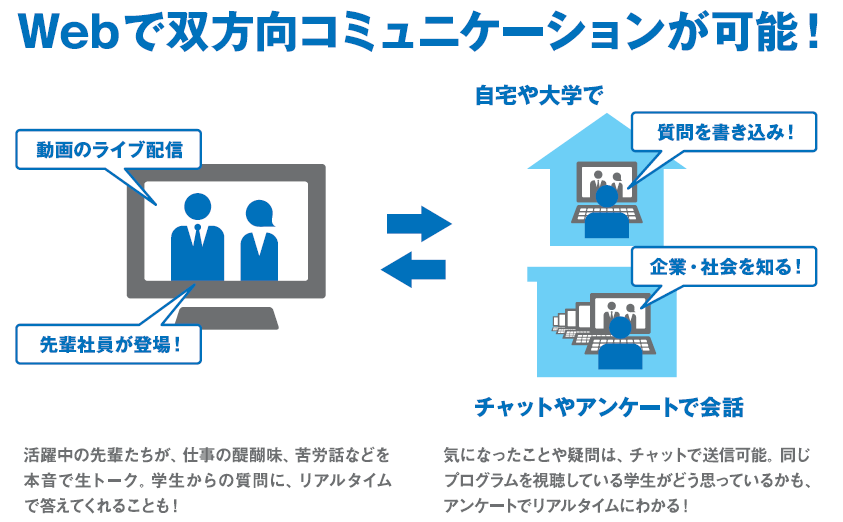 Webで双方向コミュニケーションが可能！
動画のライブ配信
先輩社員が登場！
自宅や大学で
質問を書き込み！
企業・社会を知る！
チャットやアンケートで会話
活躍中の先輩たちが、仕事の醍醐味、苦労話などを
本音で生トーク。学生からの質問に、リアルタイム
で答えてくれることも！
気になったことや疑問は、チャットで送信可能。同じ
プログラムを視聴している学生がどう思っているかも、
アンケートでリアルタイムにわかる！